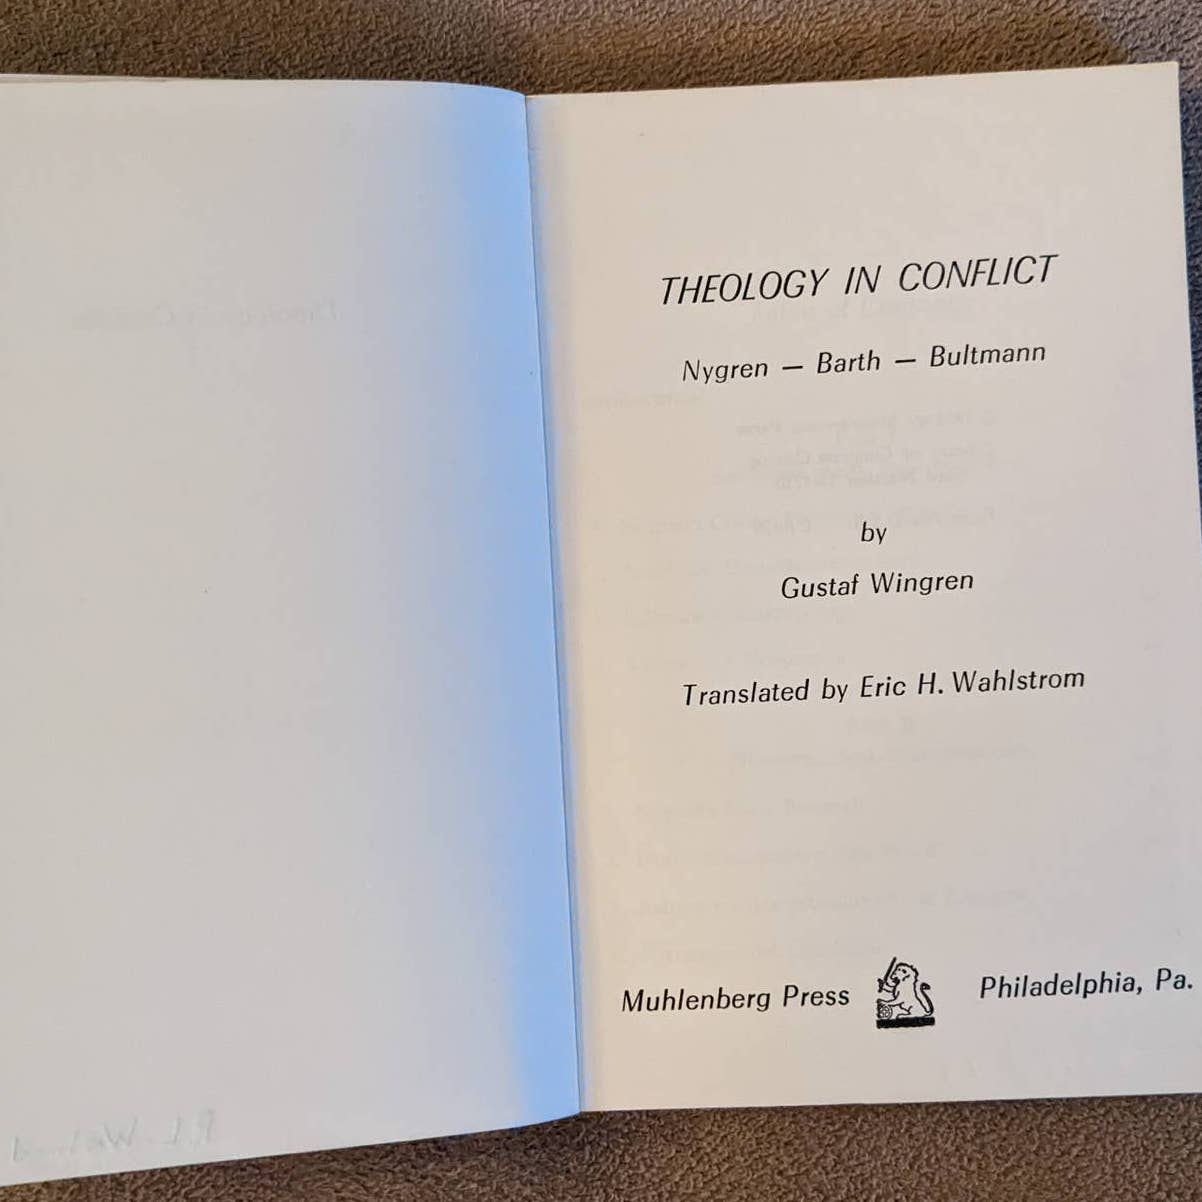 THEOLOGY IN CONFLICT
Nygren — Barth — Bultmann
by
Gustaf Wingren
Translated by Eric H. Wahlstrom
Muhlenberg Press Philadelphia, Pa.